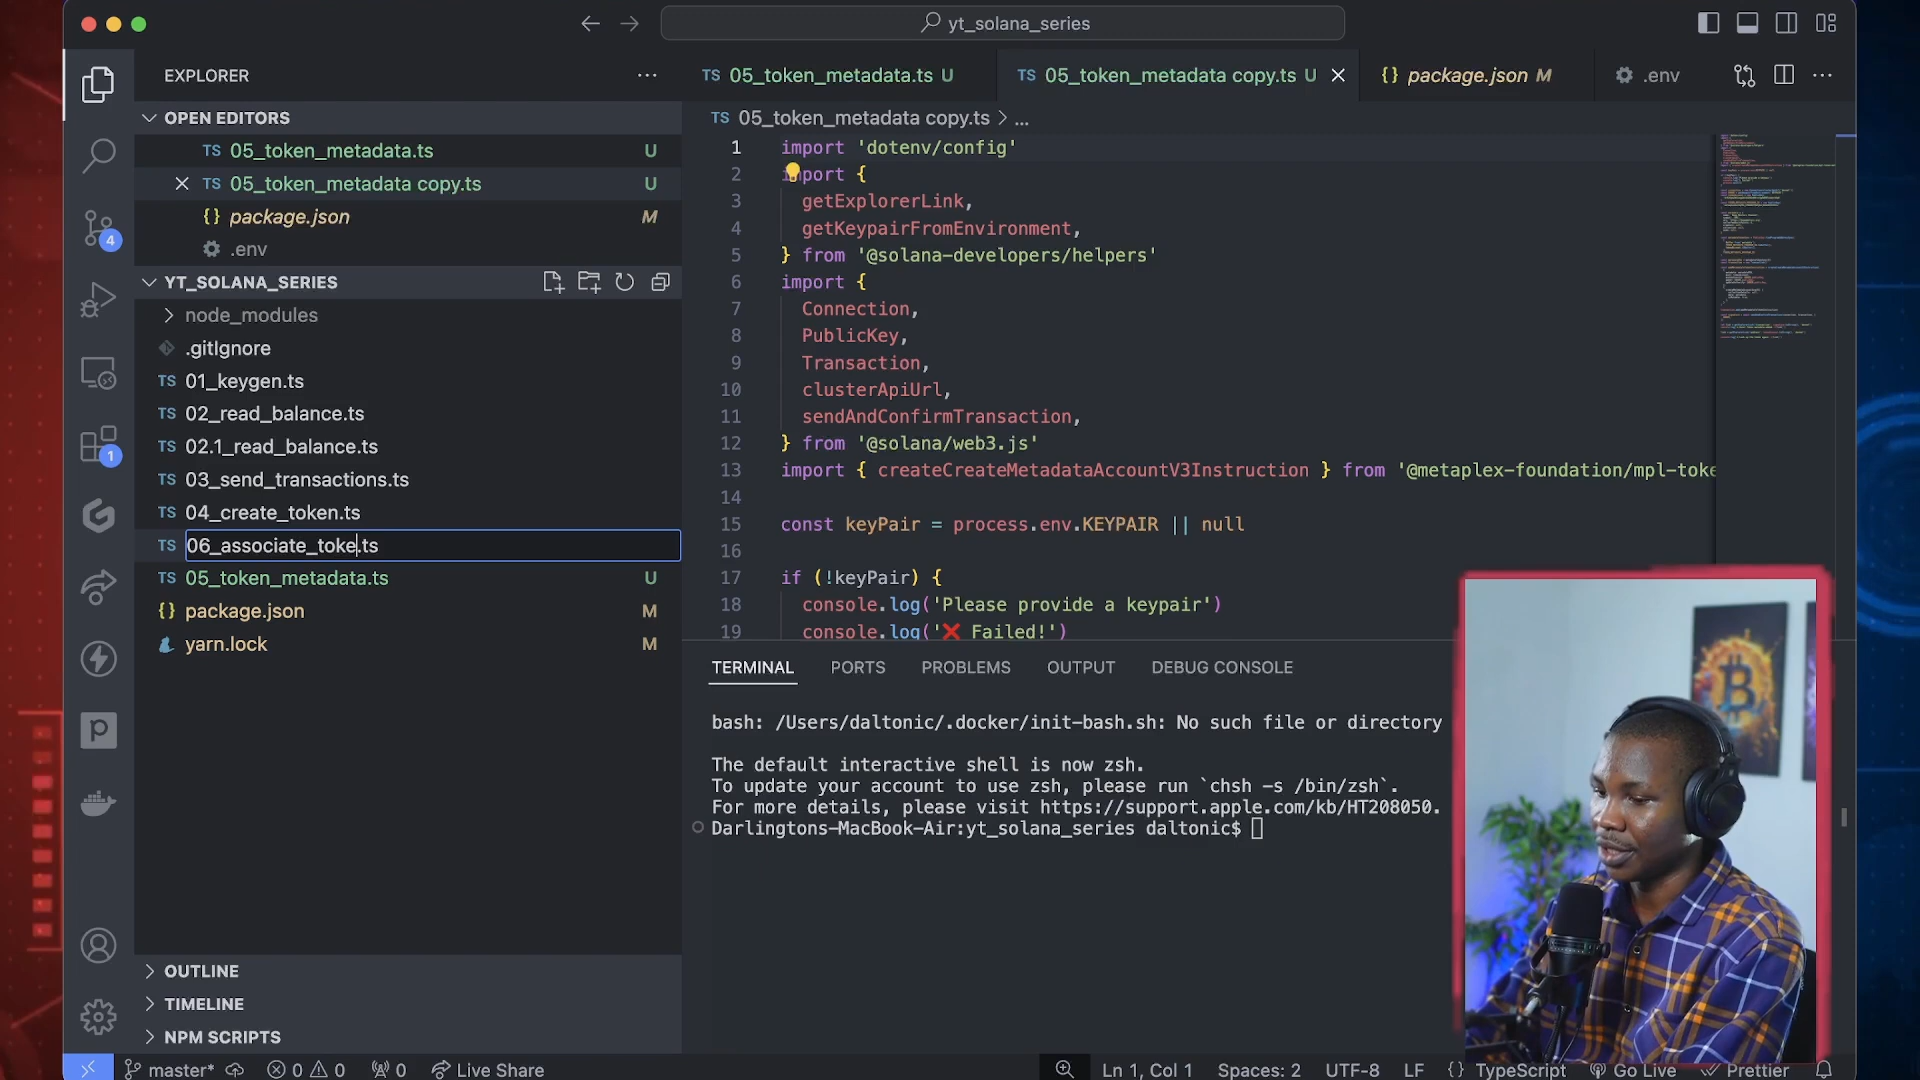 yt_solana_series
EXPLORER
OPEN EDITORS
TS 05_token_metadata.ts U
TS 05_token_metadata copy.ts U
{} package.json M
.env
YT_SOLANA_SERIES
node_modules
.gitIgnore
TS 01_keygen.ts
TS 02_read_balance.ts
TS 02.1_read_balance.ts
TS 03_send_transactions.ts
TS 04_create_token.ts
TS 06_associate_toke.ts
TS 05_token_metadata.ts U
{} package.json M
yarn.lock M
OUTLINE
TIMELINE
NPM SCRIPTS
4
1
TS 05_token_metadata.ts U
TS 05_token_metadata copy.ts U
{} package.json M
.env
TS 05_token_metadata copy.ts > ...
1 import 'dotenv/config'
2 import {
3 getExplorerLink,
4 getKeypairFromEnvironment,
5 } from '@solana-developers/helpers'
6 import {
7 Connection,
8 PublicKey,
9 Transaction,
10 clusterApiUrl,
11 sendAndConfirmTransaction,
12 } from '@solana/web3.js'
13 import { createCreateMetadataAccountV3Instruction } from '@metaplex-foundation/mpl-toke
14
15 const keyPair = process.env.KEYPAIR || null
16
17 if (!keyPair) {
18 console.log('Please provide a keypair')
19 console.log('❌ Failed!')
TERMINAL PORTS PROBLEMS OUTPUT DEBUG CONSOLE
bash: /Users/daltonic/.docker/init-bash.sh: No such file or directory
The default interactive shell is now zsh.
To update your account to use zsh, please run `chsh -s /bin/zsh`.
For more details, please visit https://support.apple.com/kb/HT208050.
Darlingtons-MacBook-Air:yt_solana_series daltonic$
master* 0 0 0 Live Share Ln 1, Col 1 Spaces: 2 UTF-8 LF {} TypeScript Go Live Prettier